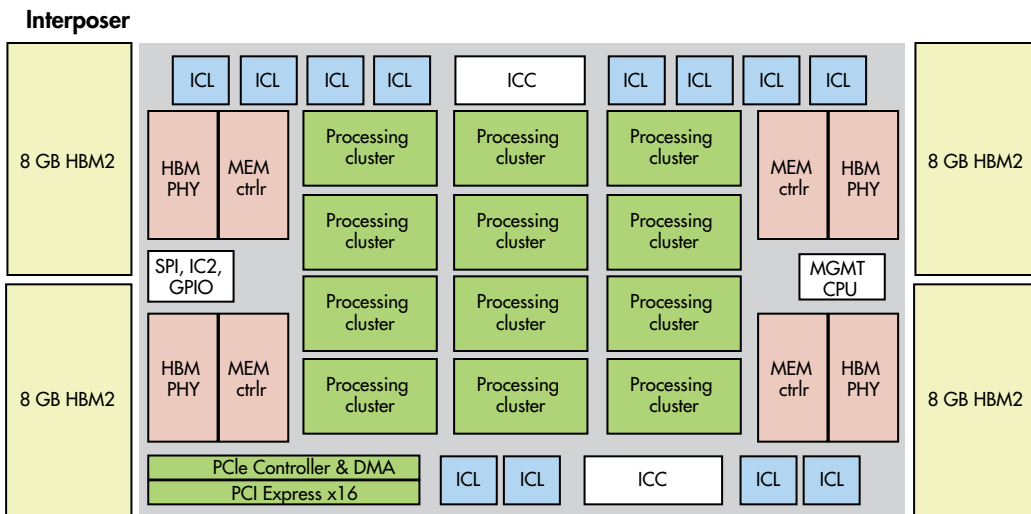 Interposer
ICL ICL ICL ICL ICC ICL ICL ICL ICL
8 GB HBM2
HBM
PHY
MEM
ctrlr
Processing
cluster
Processing
cluster
Processing
cluster
MEM
ctrlr
HBM
PHY
8 GB HBM2
Processing
cluster
Processing
cluster
Processing
cluster
SPI, IC2,
GPIO
MGMT
CPU
Processing
cluster
Processing
cluster
Processing
cluster
8 GB HBM2
HBM
PHY
MEM
ctrlr
Processing
cluster
Processing
cluster
Processing
cluster
MEM
ctrlr
HBM
PHY
8 GB HBM2
PCIe Controller & DMA
PCI Express x16
ICL ICL ICC ICL ICL